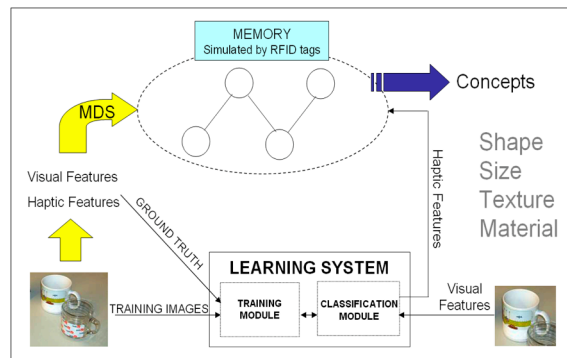 MEMORY
Simulated by RFID tags
Concepts
MDS
Shape
Size
Texture
Material
Visual Features
Haptic Features
Haptic Features
GROUND TRUTH
LEARNING SYSTEM
TRAINING IMAGES
TRAINING
MODULE
CLASSIFICATION
MODULE
Visual
Features